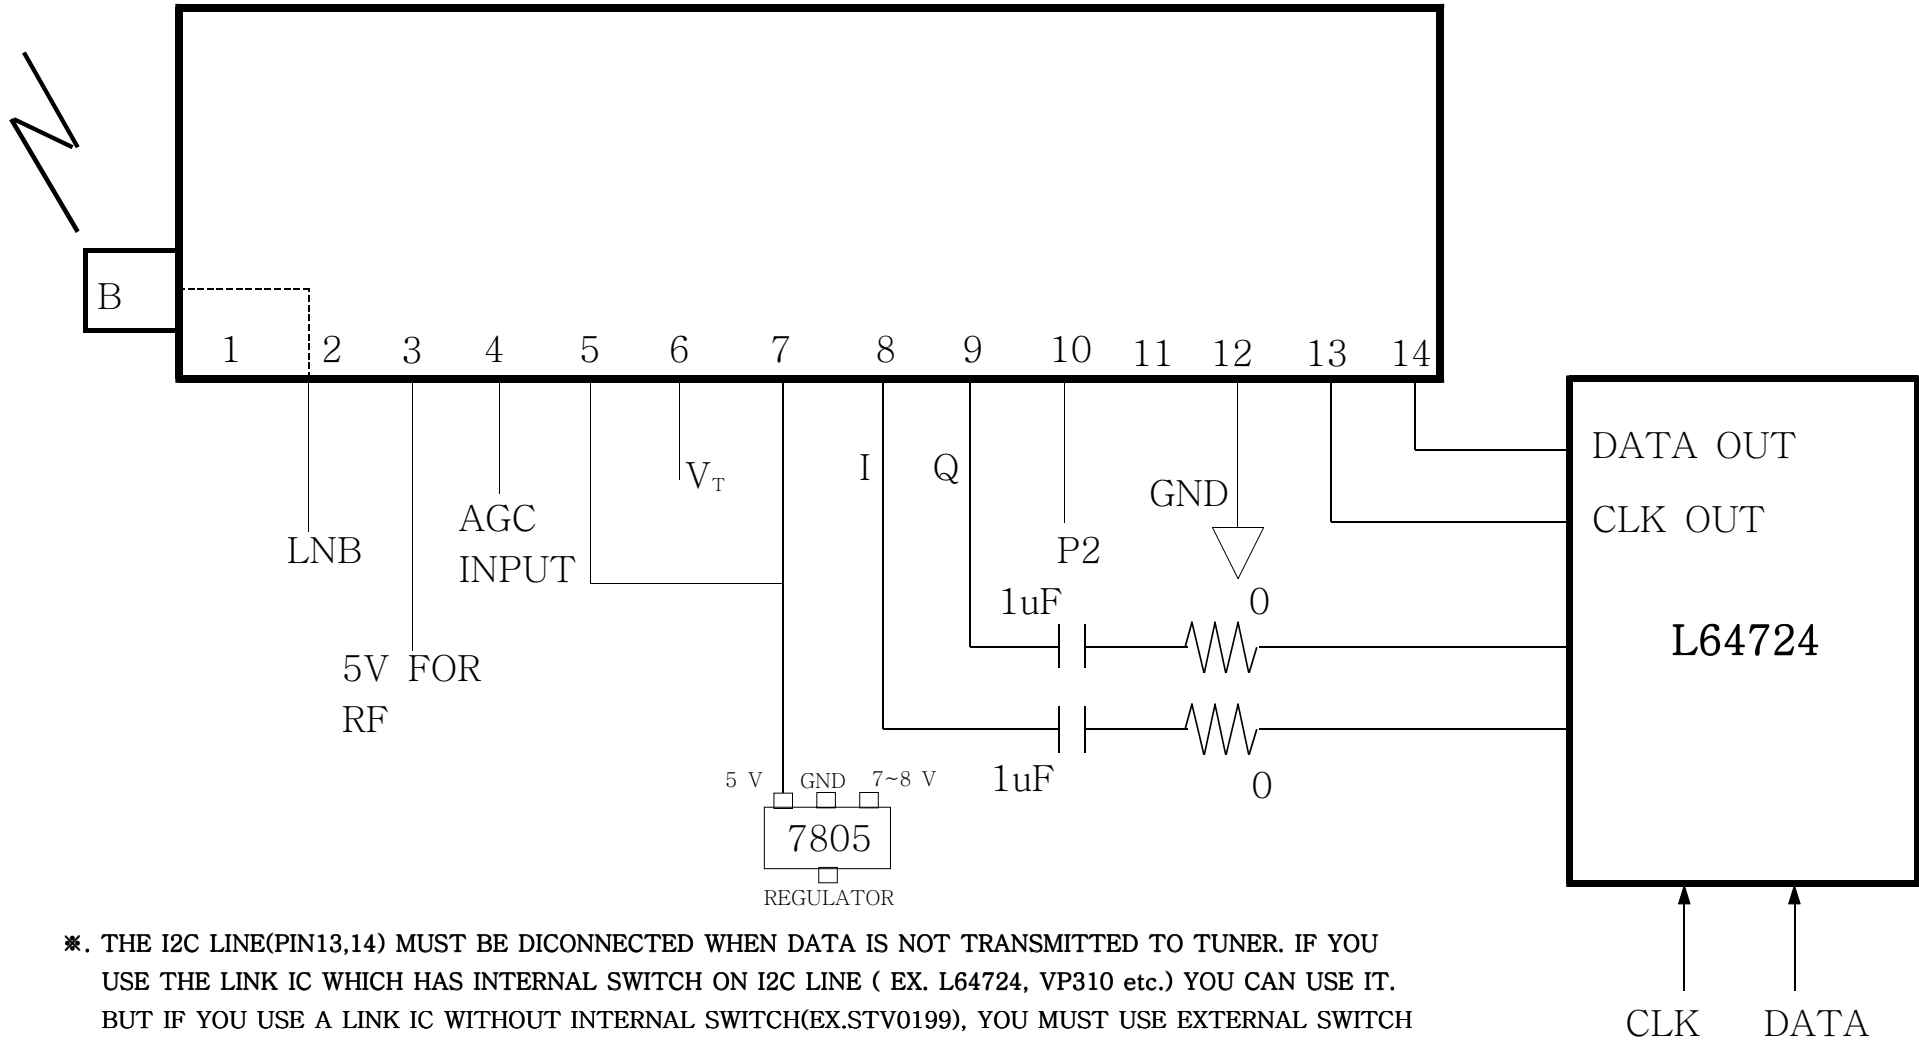 B
1 2 3 4 5 6 7 8 9 10 11 12 13 14
DATA OUT
CLK OUT
L64724
I
Q
V_T
GND
AGC
INPUT
LNB
P2
1uF
0
5V FOR
RF
1uF
0
5 V GND 7~8 V
7805
REGULATOR
※. THE I2C LINE(PIN13,14) MUST BE DICONNECTED WHEN DATA IS NOT TRANSMITTED TO TUNER. IF YOU
USE THE LINK IC WHICH HAS INTERNAL SWITCH ON I2C LINE ( EX. L64724, VP310 etc.) YOU CAN USE IT.
BUT IF YOU USE A LINK IC WITHOUT INTERNAL SWITCH(EX.STV0199), YOU MUST USE EXTERNAL SWITCH
CLK DATA